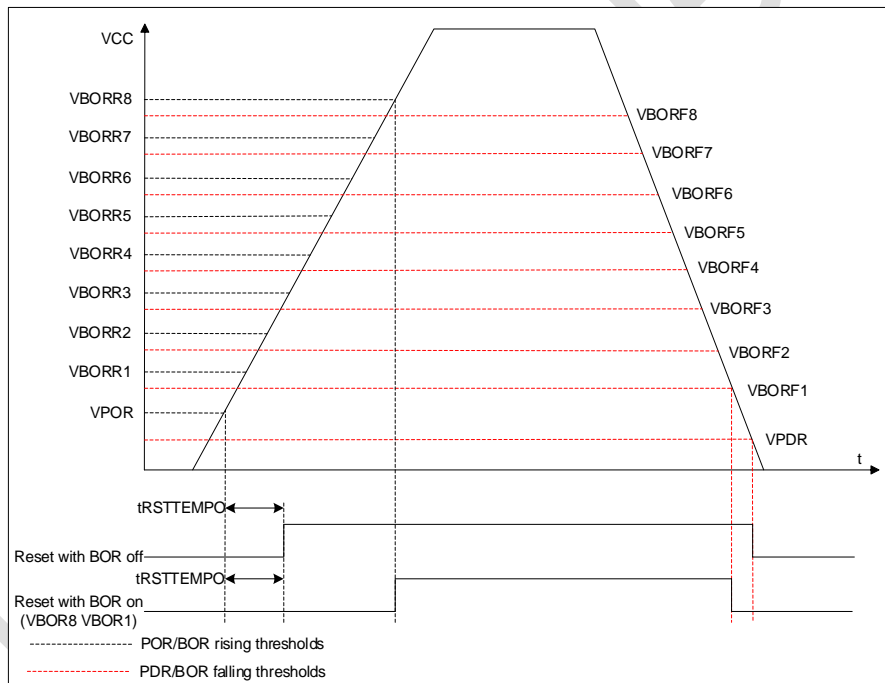 VCC
VBORR8
VBORR7
VBORR6
VBORR5
VBORR4
VBORR3
VBORR2
VBORR1
VPOR
VBORF8
VBORF7
VBORF6
VBORF5
VBORF4
VBORF3
VBORF2
VBORF1
VPDR
t
tRSTTEMPO
Reset with BOR off
tRSTTEMPO
Reset with BOR on
(VBOR8 VBOR1)
POR/BOR rising thresholds
PDR/BOR falling thresholds